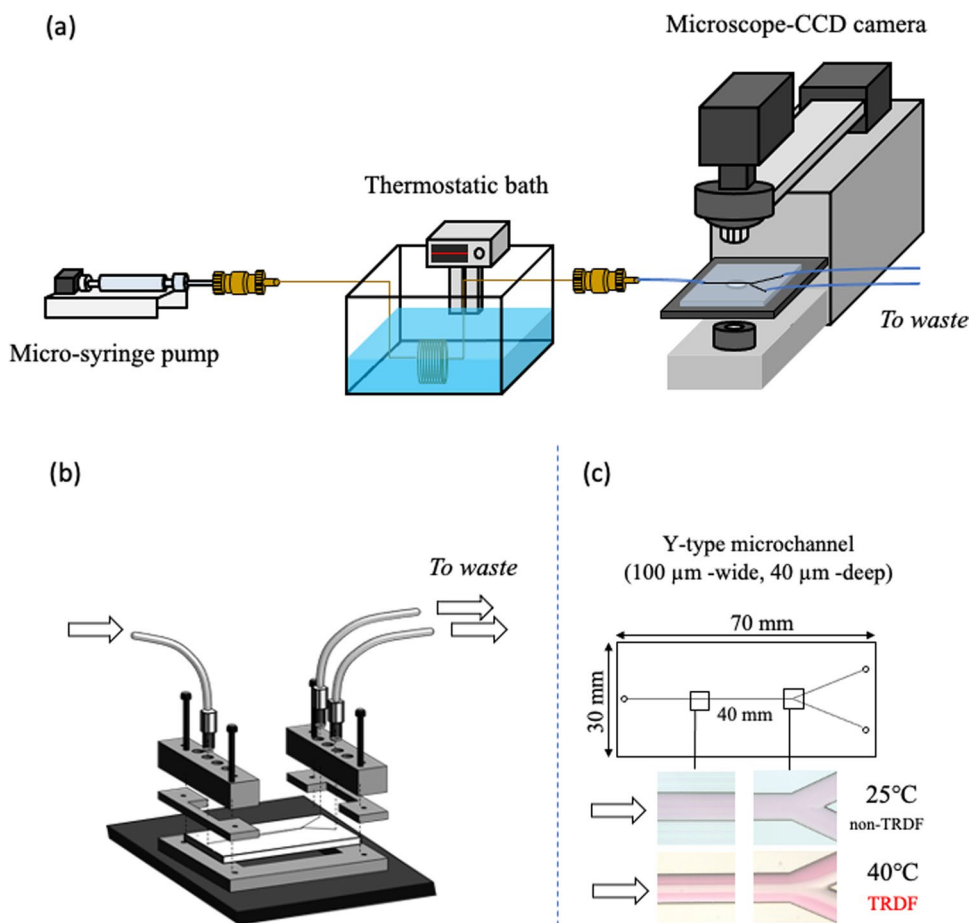 (a)
Microscope-CCD camera
Thermostatic bath
Micro-syringe pump
To waste
(b)
To waste
(c)
Y-type microchannel
(100 µm -wide, 40 µm -deep)
70 mm
30 mm
40 mm
25℃
non-TRDF
40℃
TRDF